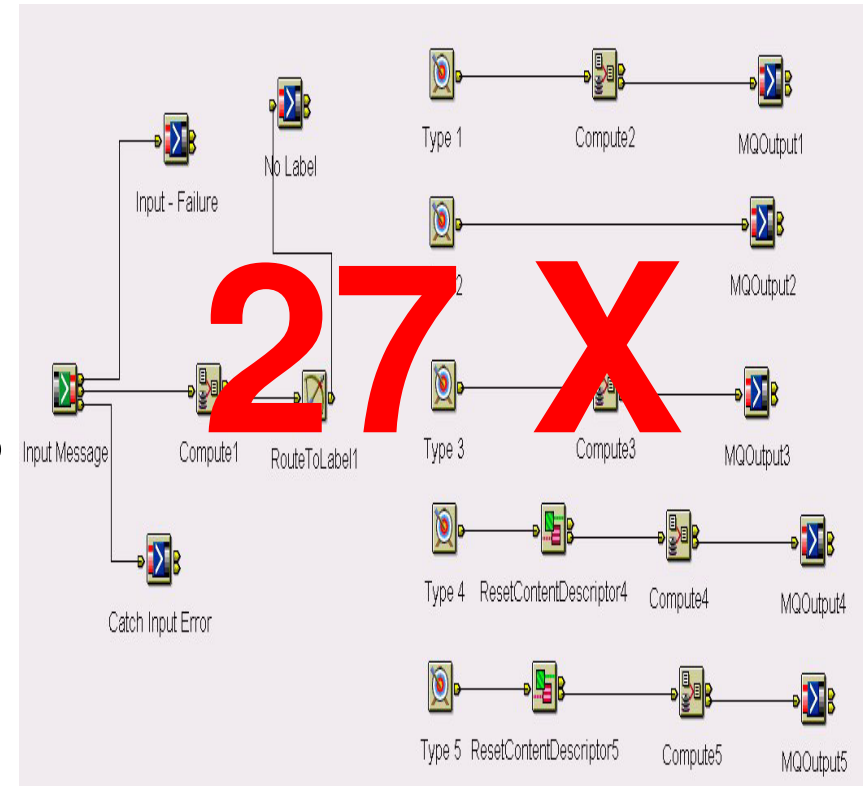 No Label
Input - Failure
Input Message
Compute1
RouteToLabel1
Catch Input Error
Type 1
Compute2
MQOutput1
2
MQOutput2
Type 3
Compute3
MQOutput3
Type 4
ResetContentDescriptor4
Compute4
MQOutput4
Type 5
ResetContentDescriptor5
Compute5
MQOutput5
27 X